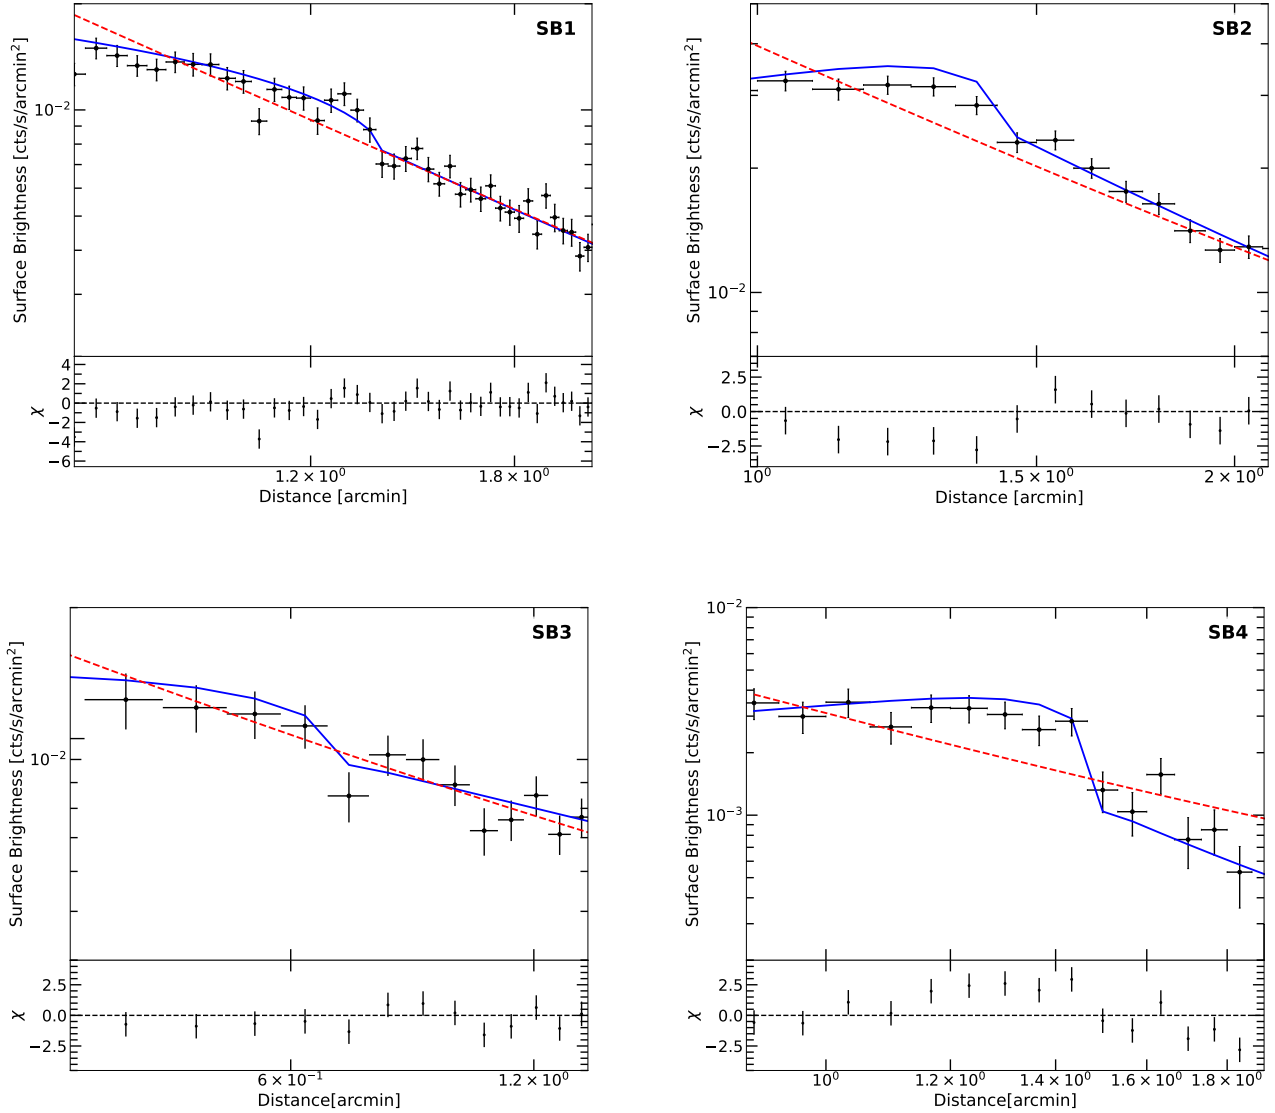 SB1
Surface Brightness [cts/s/arcmin²]
10⁻²
4
2
0
−2
−4
−6
χ
1.2 × 10⁰
1.8 × 10⁰
Distance [arcmin]
SB2
Surface Brightness [cts/s/arcmin²]
10⁻²
2.5
0.0
−2.5
χ
10⁰
1.5 × 10⁰
2 × 10⁰
Distance [arcmin]
SB3
Surface Brightness [cts/s/arcmin²]
10⁻²
2.5
0.0
−2.5
χ
6 × 10⁻¹
1.2 × 10⁰
Distance[arcmin]
SB4
Surface Brightness [cts/s/arcmin²]
10⁻²
10⁻³
2.5
0.0
−2.5
χ
10⁰
1.2 × 10⁰
1.4 × 10⁰
1.6 × 10⁰
1.8 × 10⁰
Distance[arcmin]